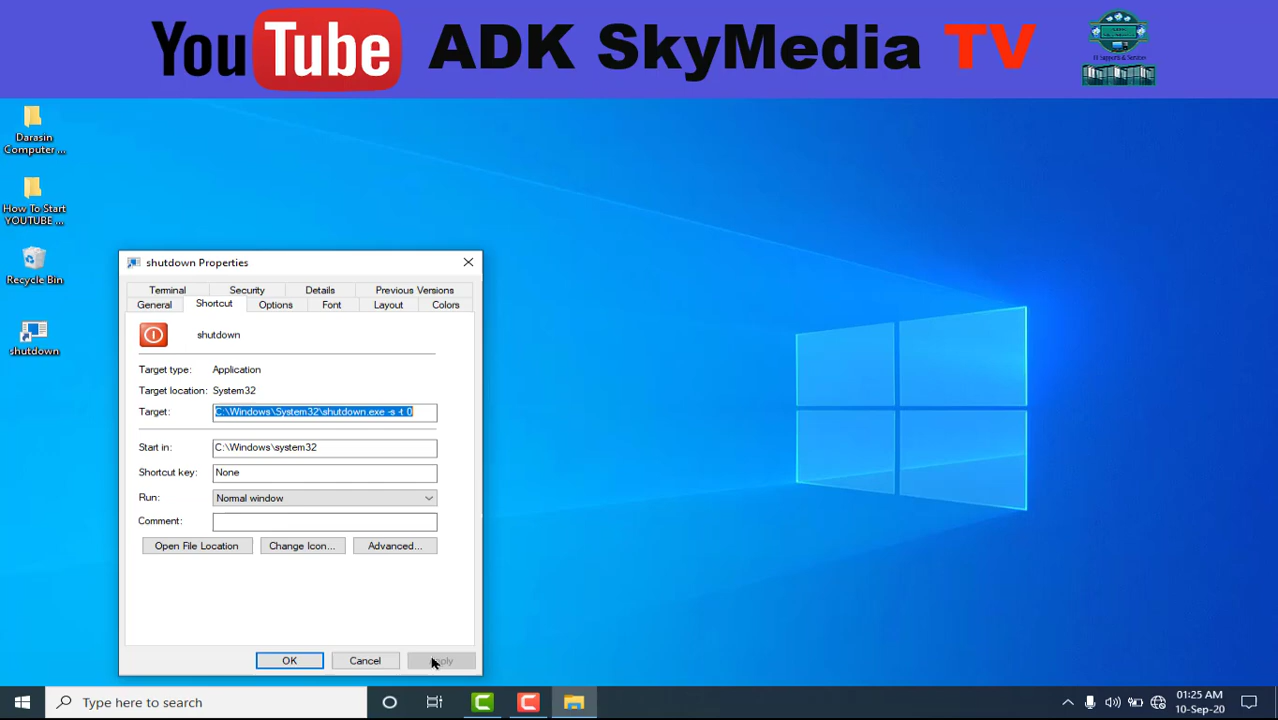 YouTube ADK SkyMedia TV
IT Support & Services
Darasin
Computer ...
How To Start
YOUTUBE ...
Recycle Bin
shutdown
shutdown Properties
Terminal Security Details Previous Versions
General Shortcut Options Font Layout Colors
shutdown
Target type: Application
Target location: System32
Target: C:\Windows\System32\shutdown.exe -s -t 0
Start in: C:\Windows\system32
Shortcut key: None
Run: Normal window
Comment:
Open File Location Change Icon... Advanced...
OK Cancel
Type here to search
01:25 AM
10-Sep-20